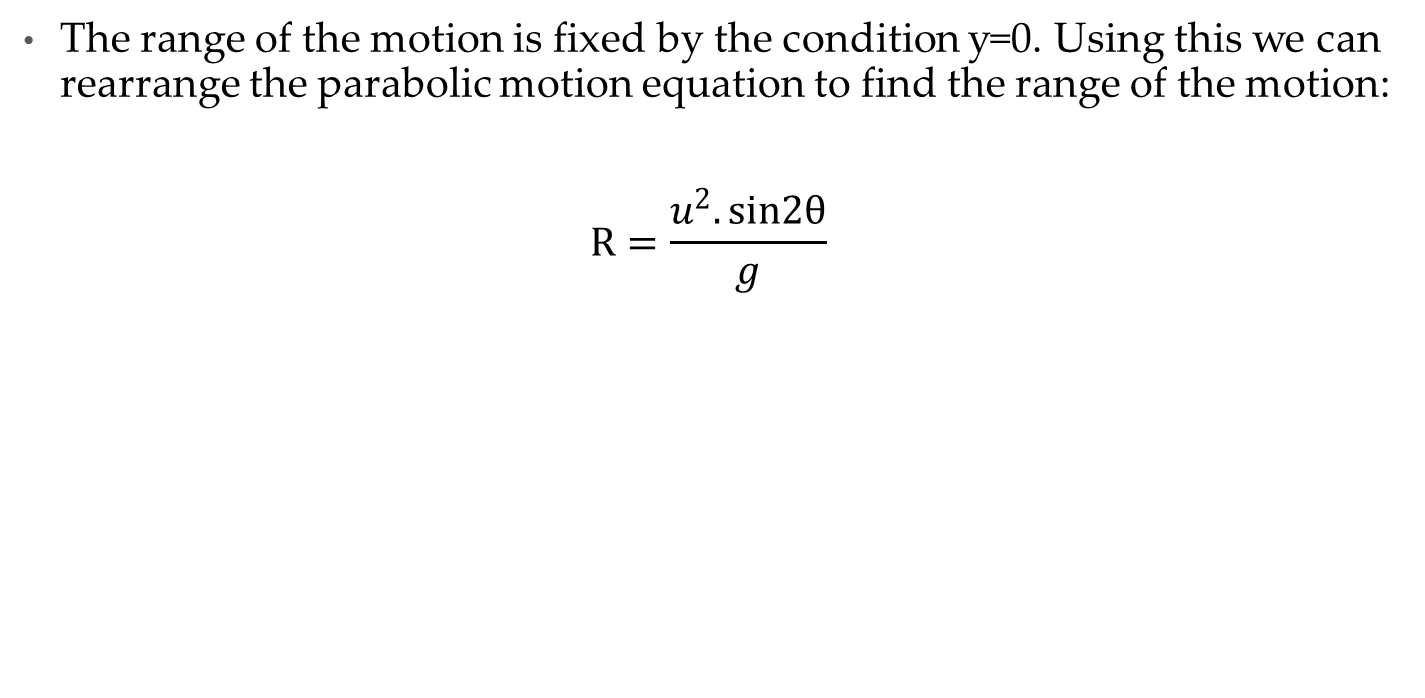 • The range of the motion is fixed by the condition y=0. Using this we can
rearrange the parabolic motion equation to find the range of the motion:
R = u². sin2θ / g